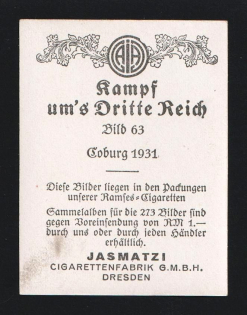 Kampf
um's Dritte Reich
Bild 63
Coburg 1931
Diese Bilder liegen in den Packungen
unserer Ramses=Cigaretten
Sammelalben für die 273 Bilder sind
gegen Voreinsendung von RM 1.—
durch uns oder durch jeden Händler
erhältlich.
JASMATZI
CIGARETTENFABRIK G.M.B.H.
DRESDEN